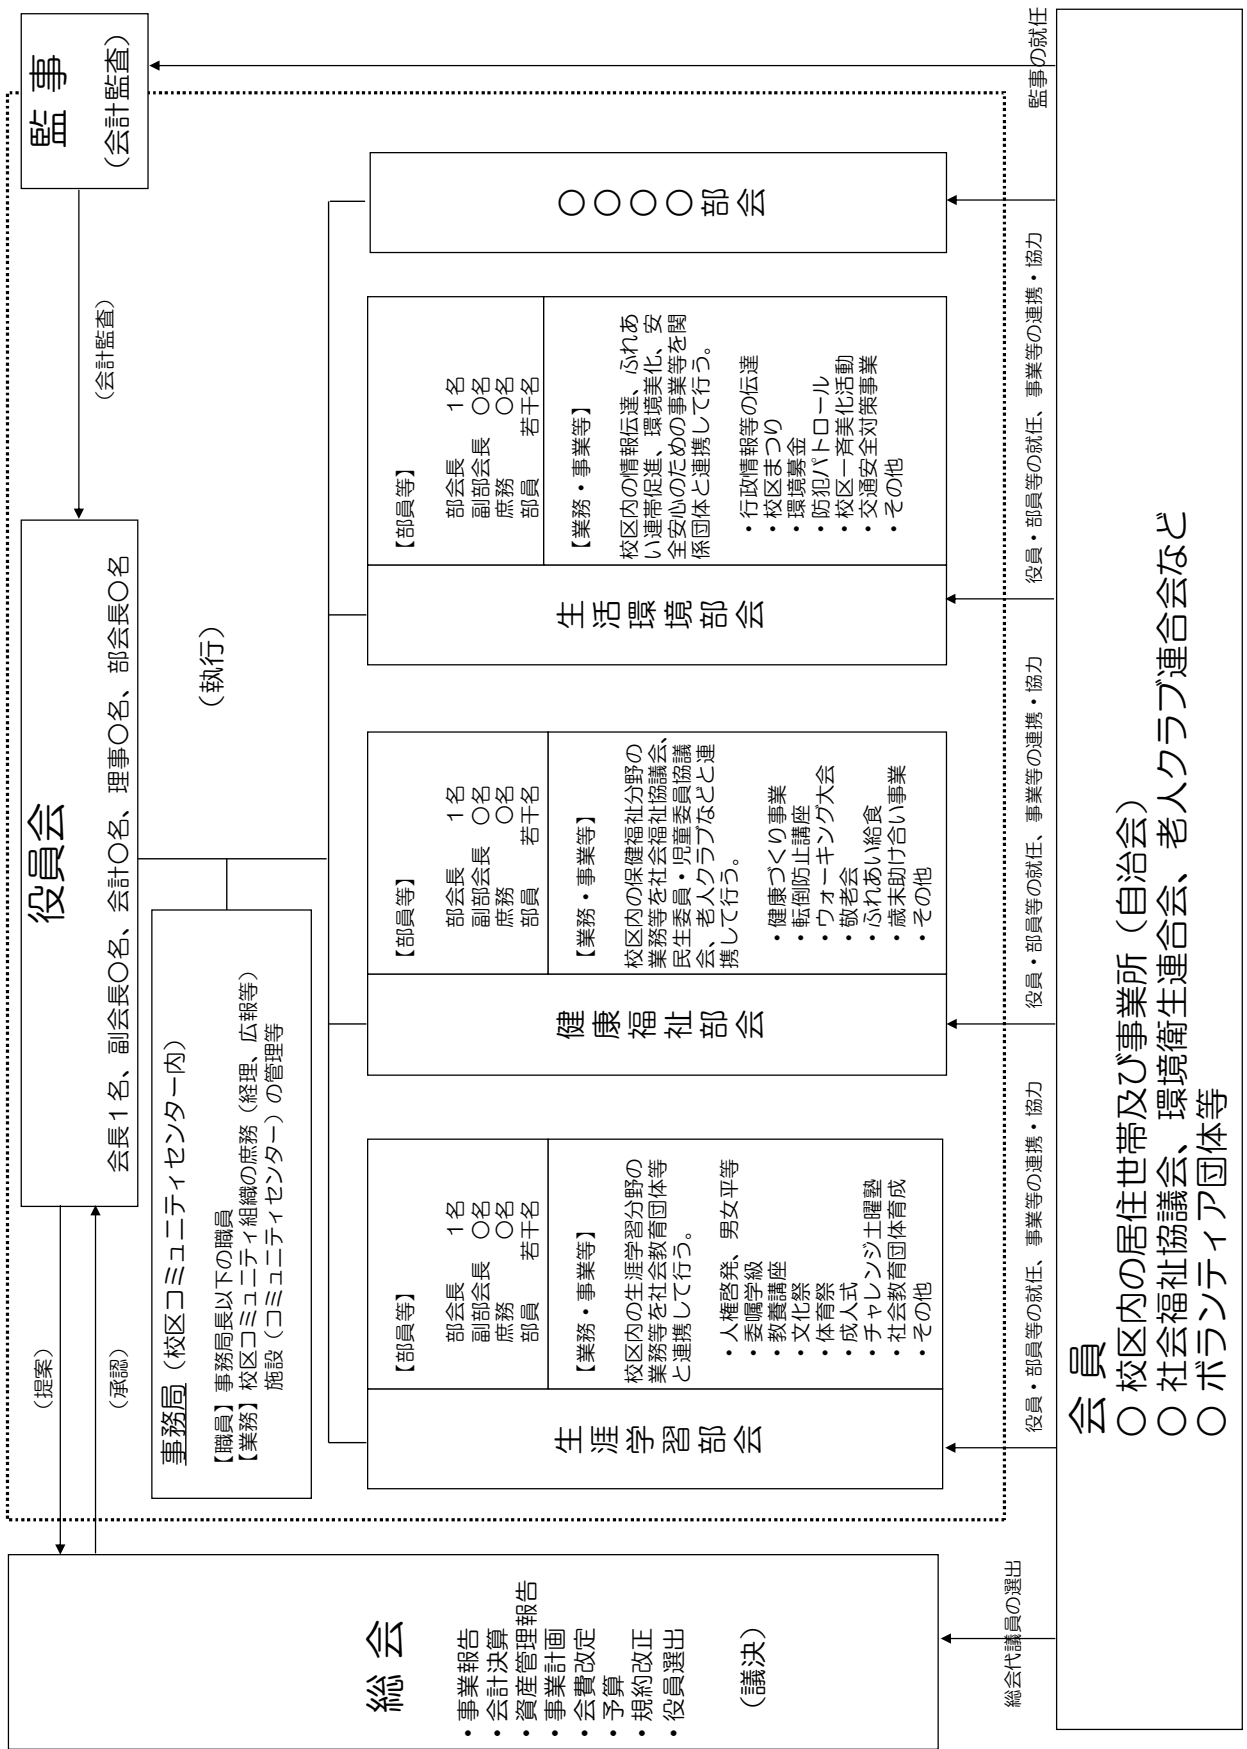 総会
・事業報告
・会計決算
・資産管理報告
・事業計画
・会費改定
・予算
・規約改正
・役員選出
(議決)
(提案)
(承認)
役員会
会長１名、副会長〇名、会計〇名、理事〇名、部会長〇名
(会計監査)
監事
(会計監査)
事務局（校区コミュニティセンター内）
【職員】事務局長以下の職員
【業務】校区コミュニティ組織の庶務（経理、広報等）
施設（コミュニティセンター）の管理等
(執行)
生涯学習部会
【部員等】
部会長 １名
副部会長 〇名
庶務 〇名
部員 若干名
【業務・事業等】
校区内の生涯学習分野の
業務等を社会教育団体等
と連携して行う。
・人権啓発、男女平等
・委嘱学級
・教養講座
・文化祭
・体育祭
・成人式
・チャレンジ土曜塾
・社会教育団体育成
・その他
健康福祉部会
【部員等】
部会長 １名
副部会長 〇名
庶務 〇名
部員 若干名
【業務・事業等】
校区内の保健福祉分野の
業務等を社会福祉協議会、
民生委員・児童委員協議
会、老人クラブなどと連
携して行う。
・健康づくり事業
・転倒防止講座
・ウォーキング大会
・敬老会
・ふれあい給食
・歳末助け合い事業
・その他
生活環境部会
【部員等】
部会長 １名
副部会長 〇名
庶務 〇名
部員 若干名
【業務・事業等】
校区内の情報伝達、ふれあ
い連帯促進、環境美化、安
全安心のための事業等を関
係団体と連携して行う。
・行政情報等の伝達
・校区まつり
・環境募金
・防犯パトロール
・校区一斉美化活動
・交通安全対策事業
・その他
〇〇〇〇部会
総会代議員の選出
役員・部員等の就任、事業等の連携・協力
役員・部員等の就任、事業等の連携・協力
役員・部員等の就任、事業等の連携・協力
監事の就任
会員
〇 校区内の居住世帯及び事業所（自治会）
〇 社会福祉協議会、環境衛生連合会、老人クラブ連合会など
〇 ボランティア団体等